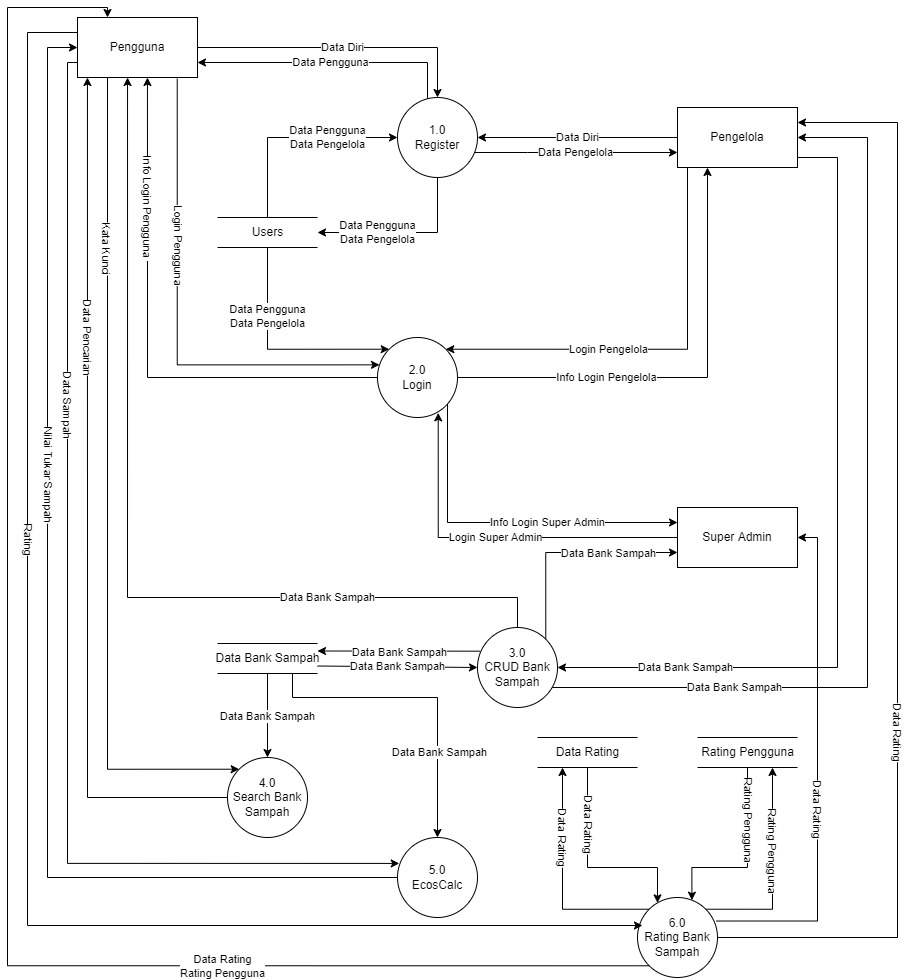 Pengguna
Data Diri
Data Pengguna
1.0
Register
Data Pengguna
Data Pengelola
Data Diri
Data Pengelola
Pengelola
Users
Data Pengguna
Data Pengelola
Info Login Pengguna
Login Pengguna
Kata Kunci
Data Pengguna
Data Pengelola
Data Pencarian
2.0
Login
Login Pengelola
Info Login Pengelola
Data Sampah
Nilai Tukar Sampah
Rating
Info Login Super Admin
Login Super Admin
Super Admin
Data Bank Sampah
Data Bank Sampah
3.0
CRUD Bank
Sampah
Data Bank Sampah
Data Bank Sampah
Data Bank Sampah
Data Bank Sampah
Data Bank Sampah
Data Bank Sampah
Data Bank Sampah
4.0
Search Bank
Sampah
Data Rating
Rating Pengguna
Data Rating
Data Rating
Data Rating
Rating Pengguna
Rating Pengguna
Data Rating
5.0
EcosCalc
6.0
Rating Bank
Sampah
Data Rating
Rating Pengguna